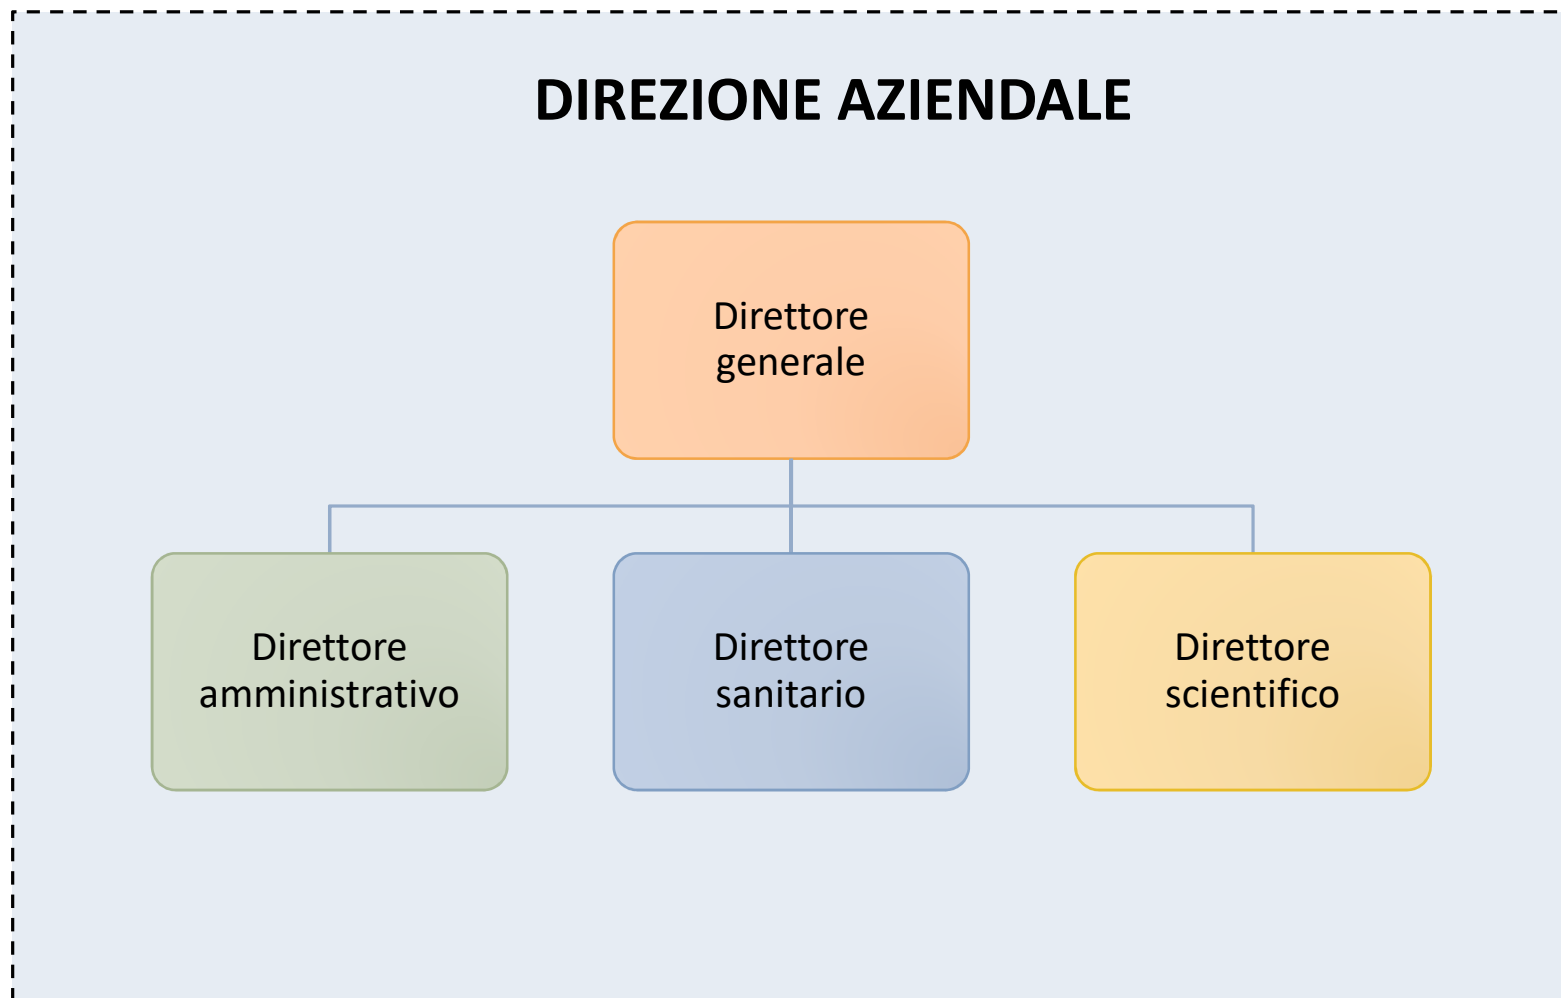 DIREZIONE AZIENDALE
Direttore
generale
Direttore
amministrativo
Direttore
sanitario
Direttore
scientifico